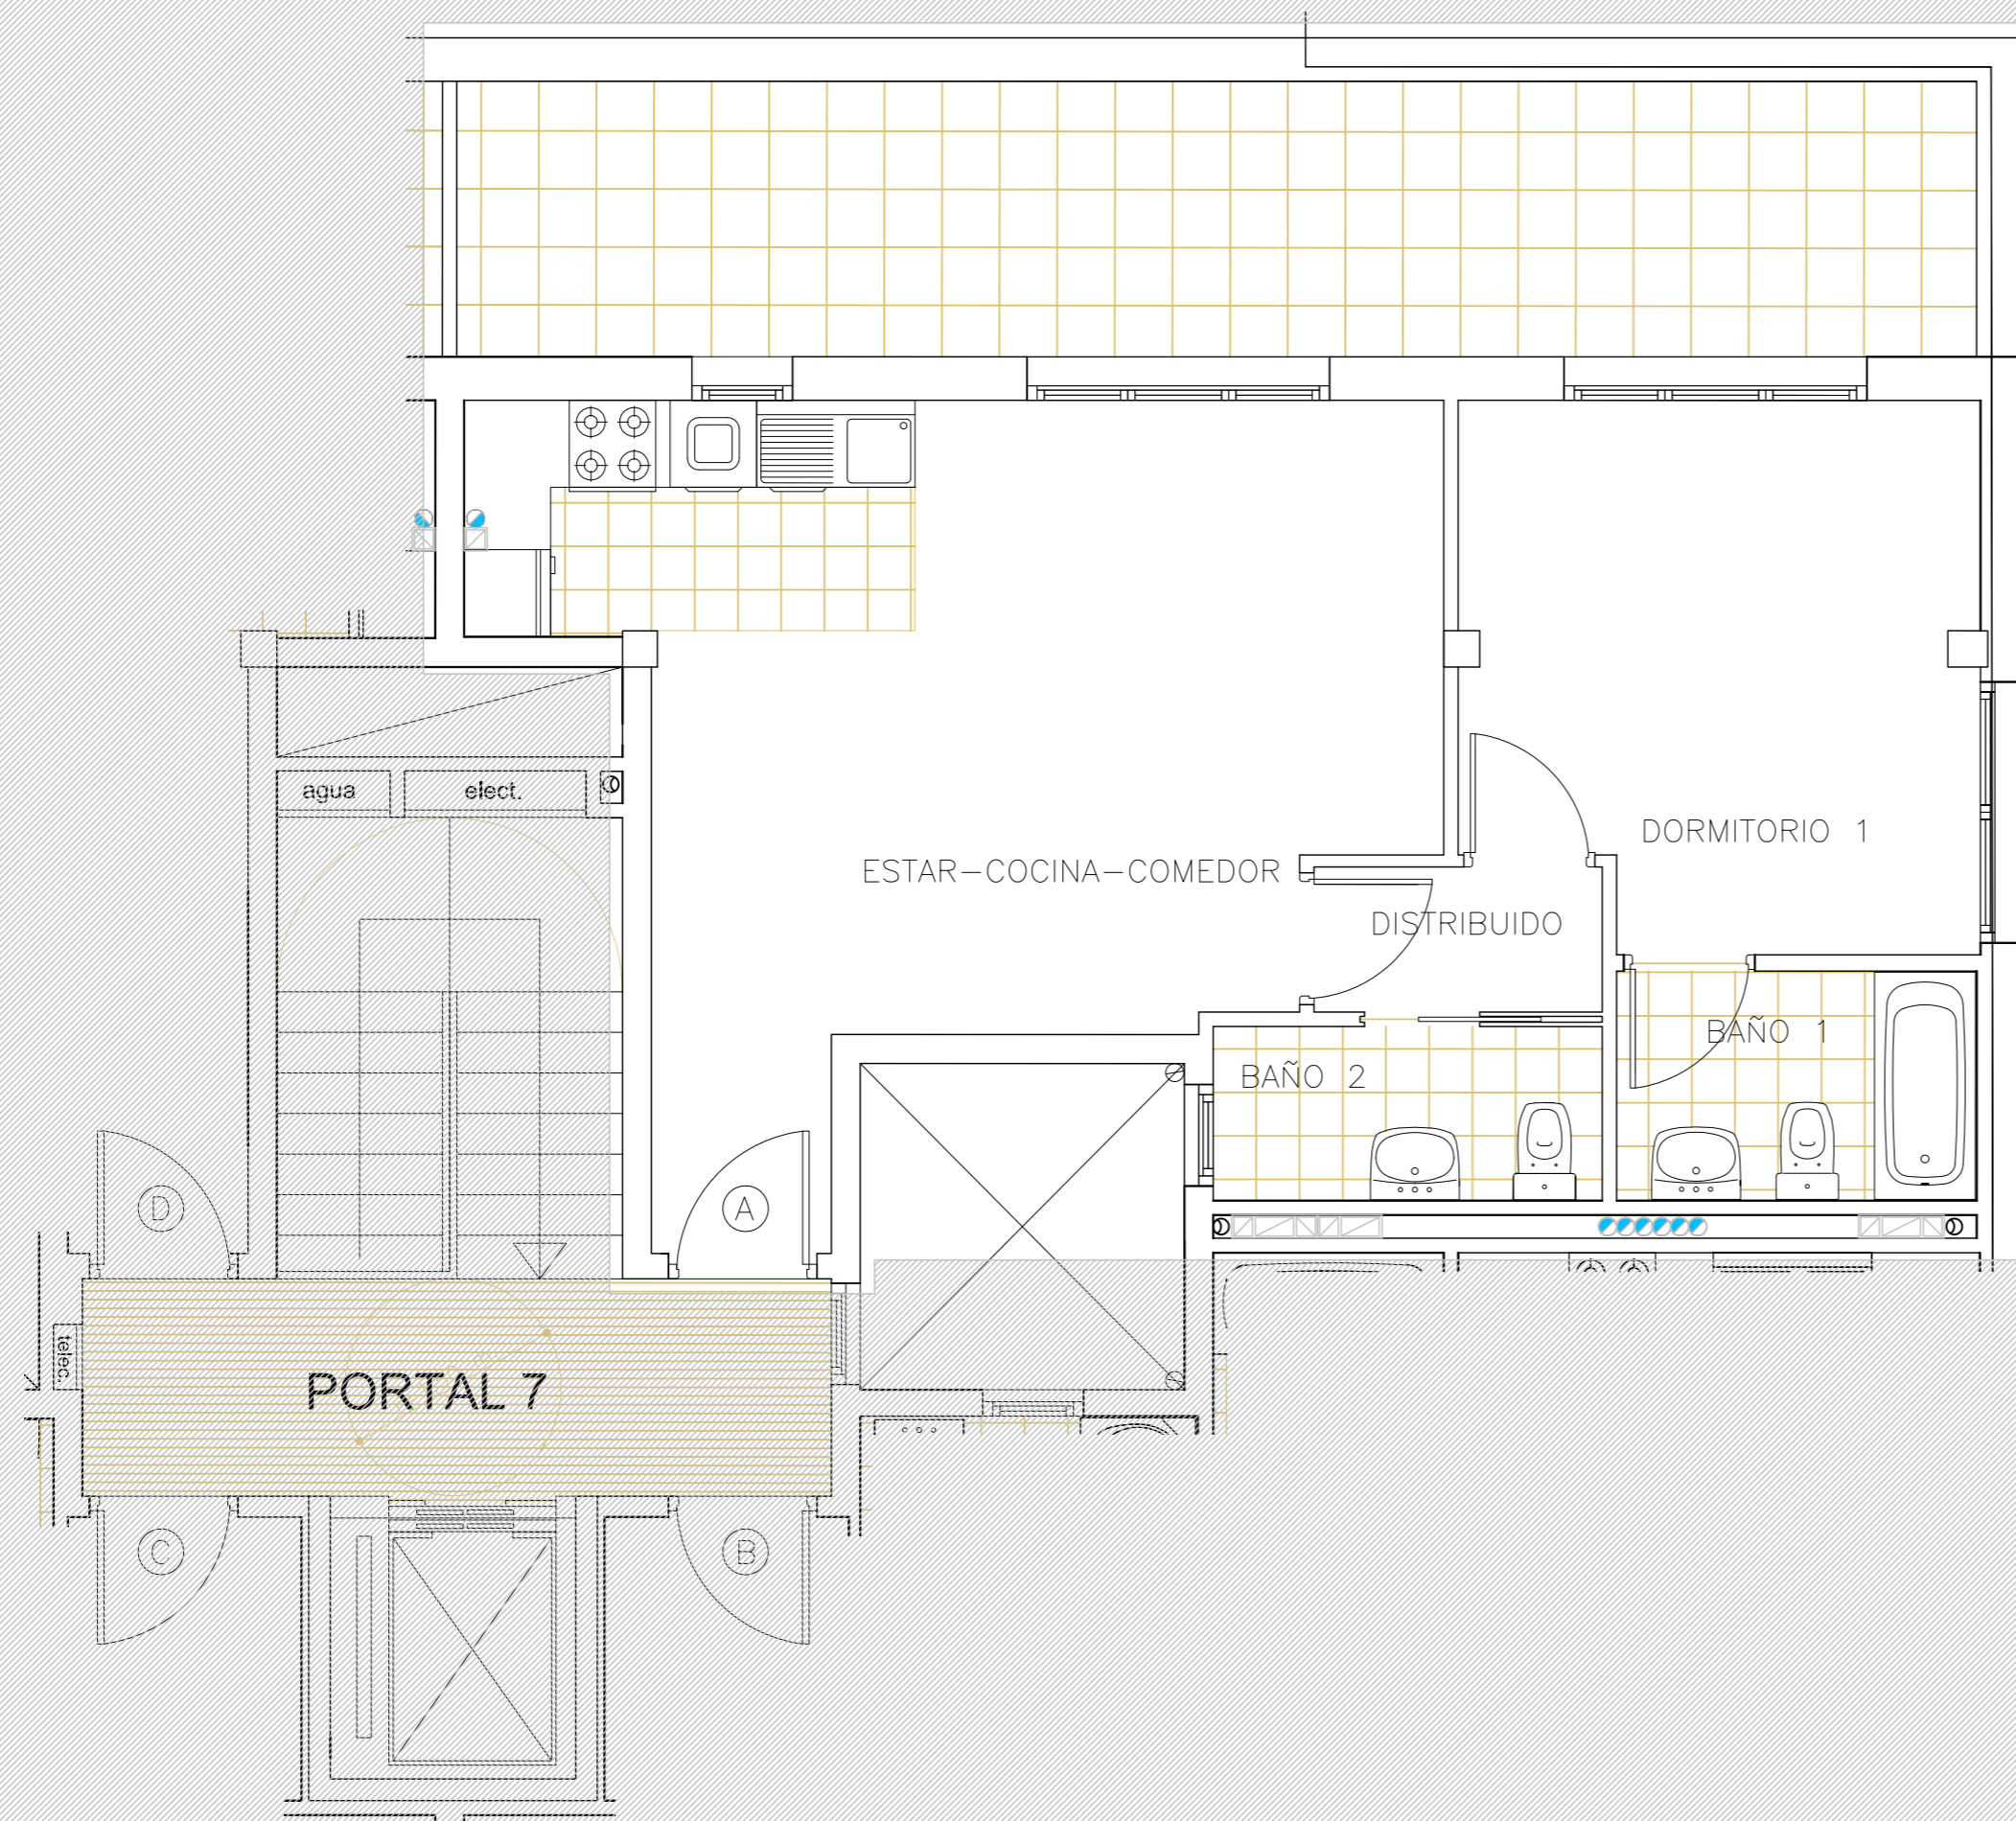 agua
elect.
DORMITORIO 1
ESTAR-COCINA-COMEDOR
DISTRIBUIDO
BAÑO 1
BAÑO 2
D
A
telec.
PORTAL 7
C
B